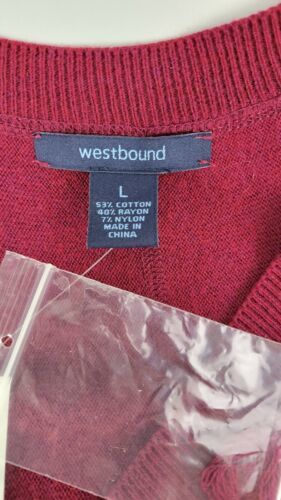 westbound
L
53% COTTON
40% RAYON
7% NYLON
MADE IN
CHINA